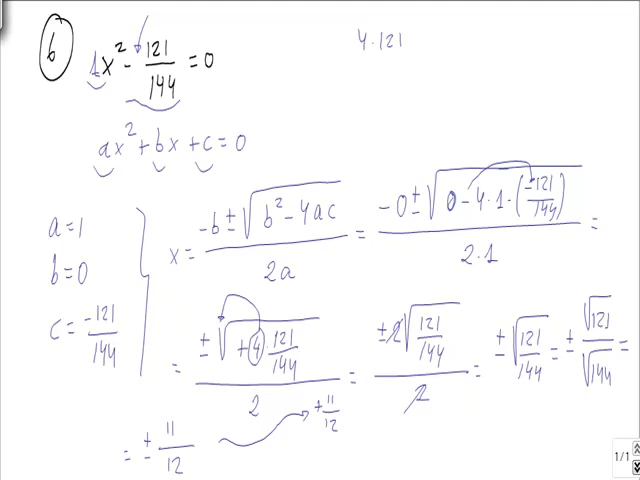 6
1x² - 121/144 = 0
4·121
ax² + bx + c = 0
a = 1
b = 0
c = -121/144
x = (-b ± √(b² - 4ac))/(2a) = (-0 ± √(0 - 4·1·(-121/144)))/(2·1) =
= (± √(+4·121/144))/2 = (± 2√(121/144))/2 = ± √(121/144) = ± √121/√144 =
= ± 11/12
+ 11/12
1/1